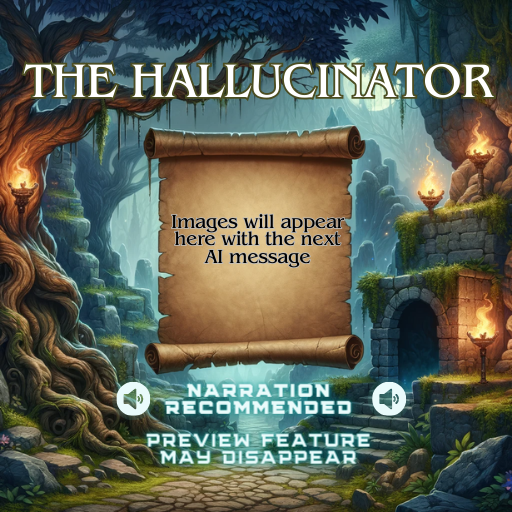 THE HALLUCINATOR
Images will appear
here with the next
AI message
NARRATION
RECOMMENDED
PREVIEW FEATURE
MAY DISAPPEAR